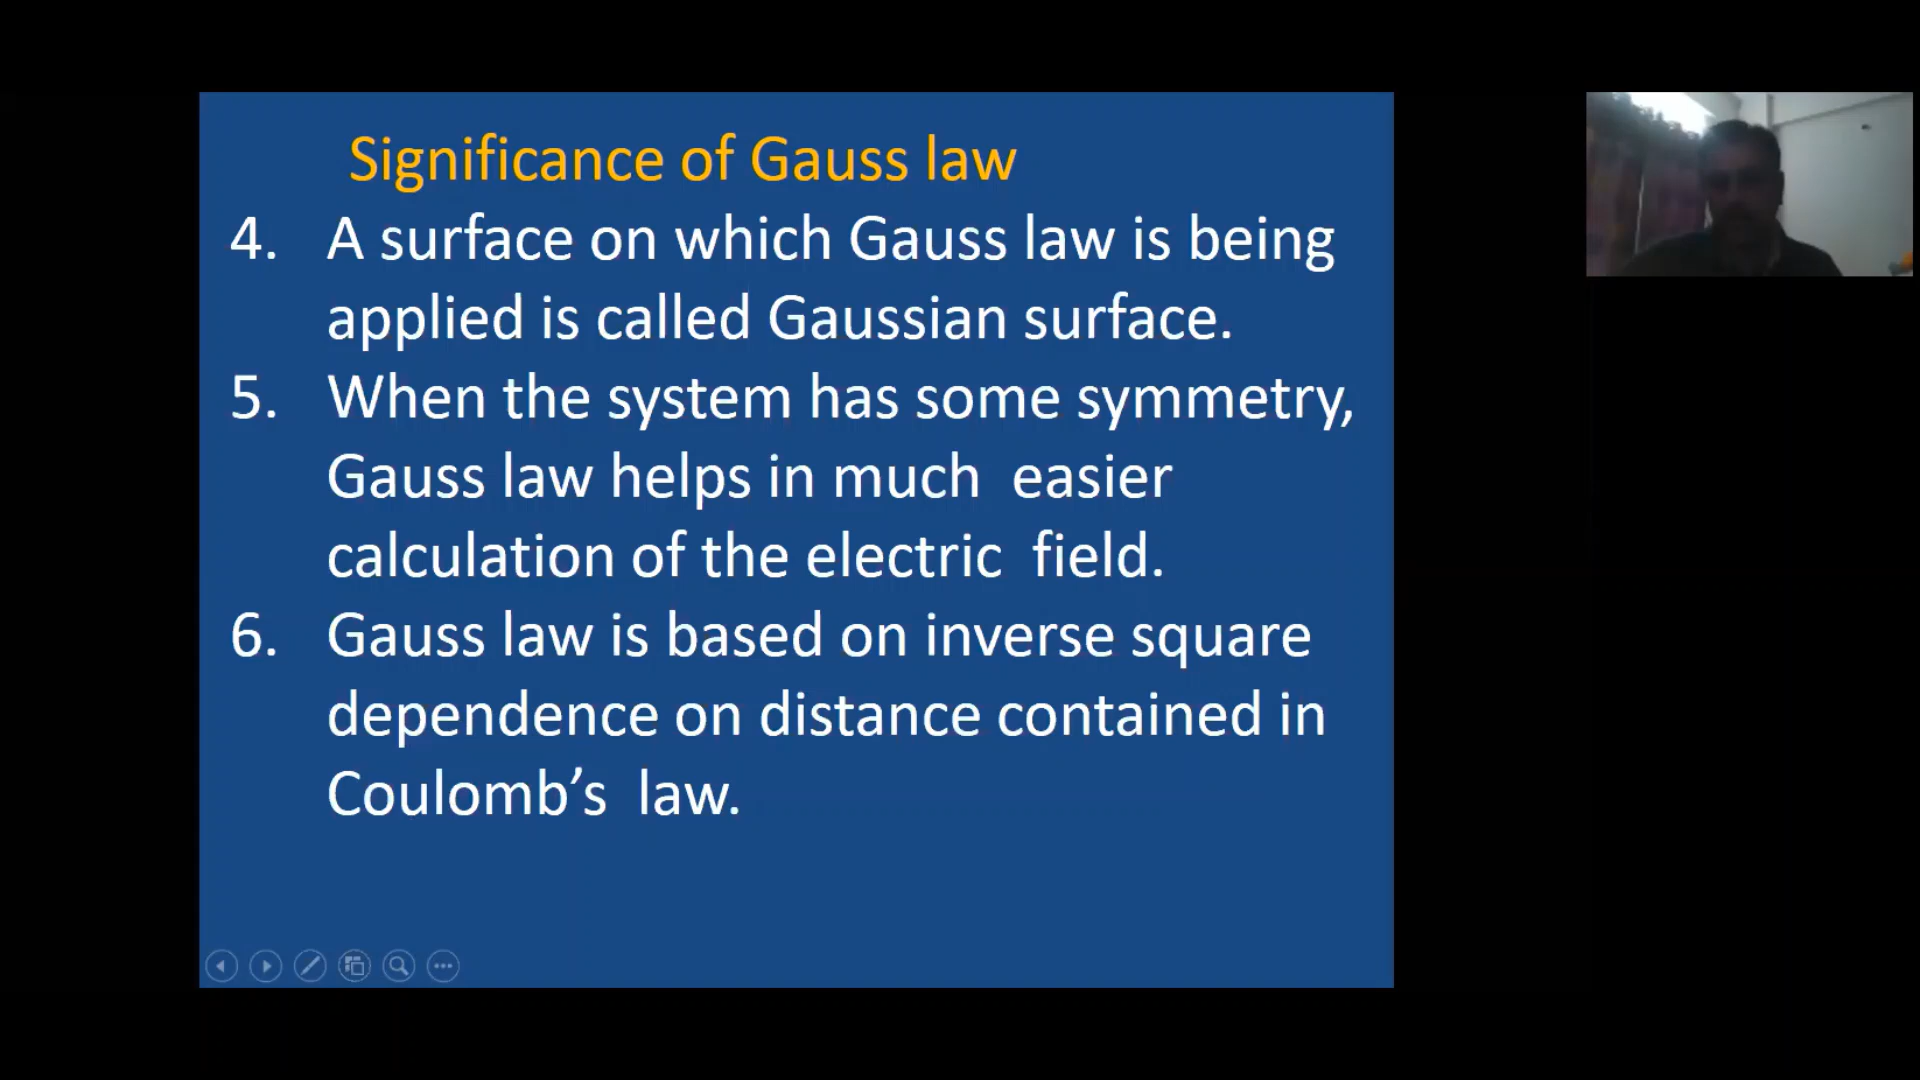 Significance of Gauss law
4. A surface on which Gauss law is being
applied is called Gaussian surface.
5. When the system has some symmetry,
Gauss law helps in much easier
calculation of the electric field.
6. Gauss law is based on inverse square
dependence on distance contained in
Coulomb’s law.